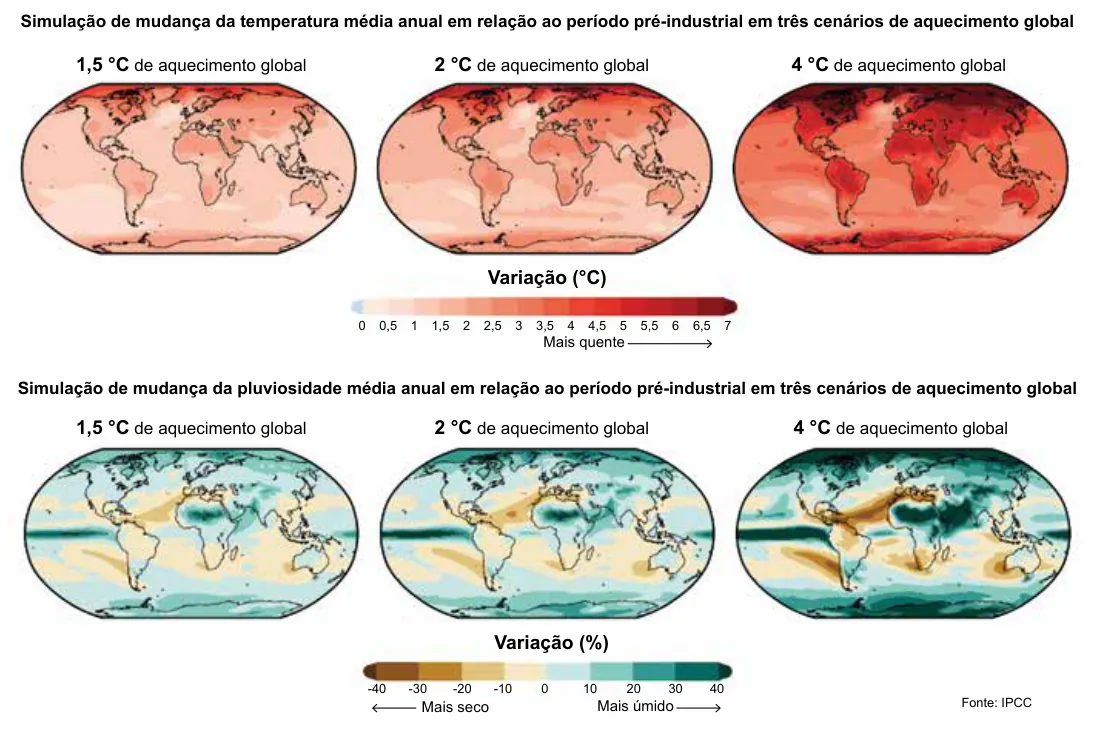 Simulação de mudança da temperatura média anual em relação ao período pré-industrial em três cenários de aquecimento global
1,5 °C de aquecimento global
2 °C de aquecimento global
4 °C de aquecimento global
Variação (°C)
0 0,5 1 1,5 2 2,5 3 3,5 4 4,5 5 5,5 6 6,5 7
Mais quente
Simulação de mudança da pluviosidade média anual em relação ao período pré-industrial em três cenários de aquecimento global
1,5 °C de aquecimento global
2 °C de aquecimento global
4 °C de aquecimento global
Variação (%)
-40 -30 -20 -10 0 10 20 30 40
Mais seco
Mais úmido
Fonte: IPCC